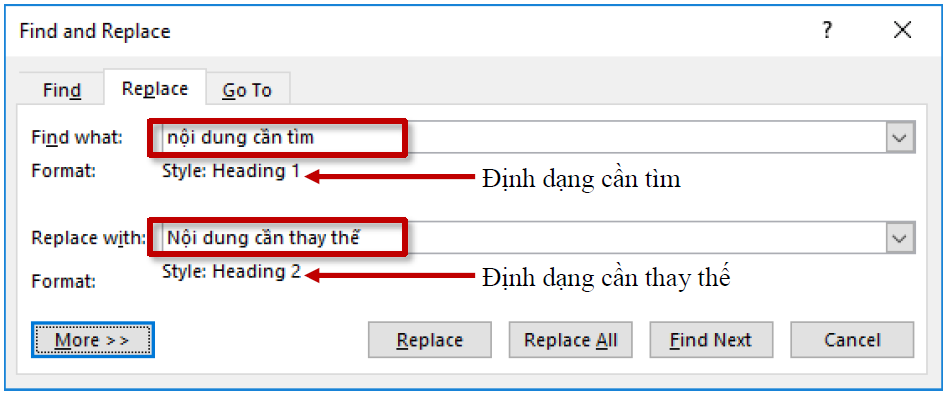 Find and Replace ?
Find Replace Go To
Find what: nội dung cần tìm
Format: Style: Heading 1 Định dạng cần tìm
Replace with: Nội dung cần thay thế
Format: Style: Heading 2 Định dạng cần thay thế
More >> Replace Replace All Find Next Cancel